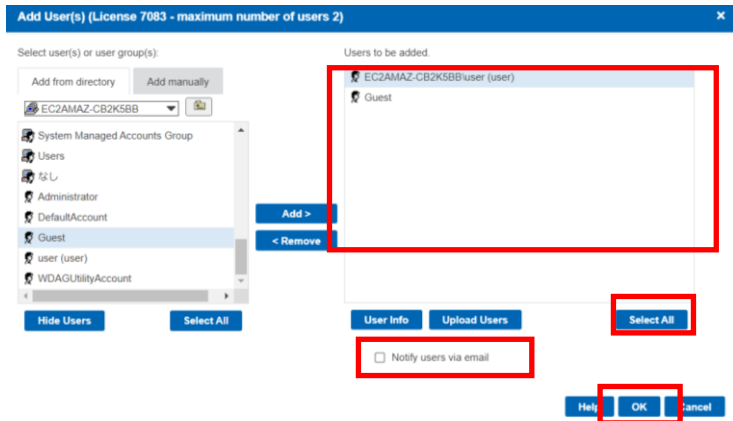 Add User(s) (License 7083 - maximum number of users 2)
×
Select user(s) or user group(s):
Users to be added.
Add from directory
Add manually
EC2AMAZ-CB2K5BB
System Managed Accounts Group
Users
なし
Administrator
DefaultAccount
Guest
user (user)
WDAGUtilityAccount
Hide Users
Select All
Add >
< Remove
EC2AMAZ-CB2K5BB\user (user)
Guest
User Info
Upload Users
Select All
Notify users via email
Help
OK
Cancel